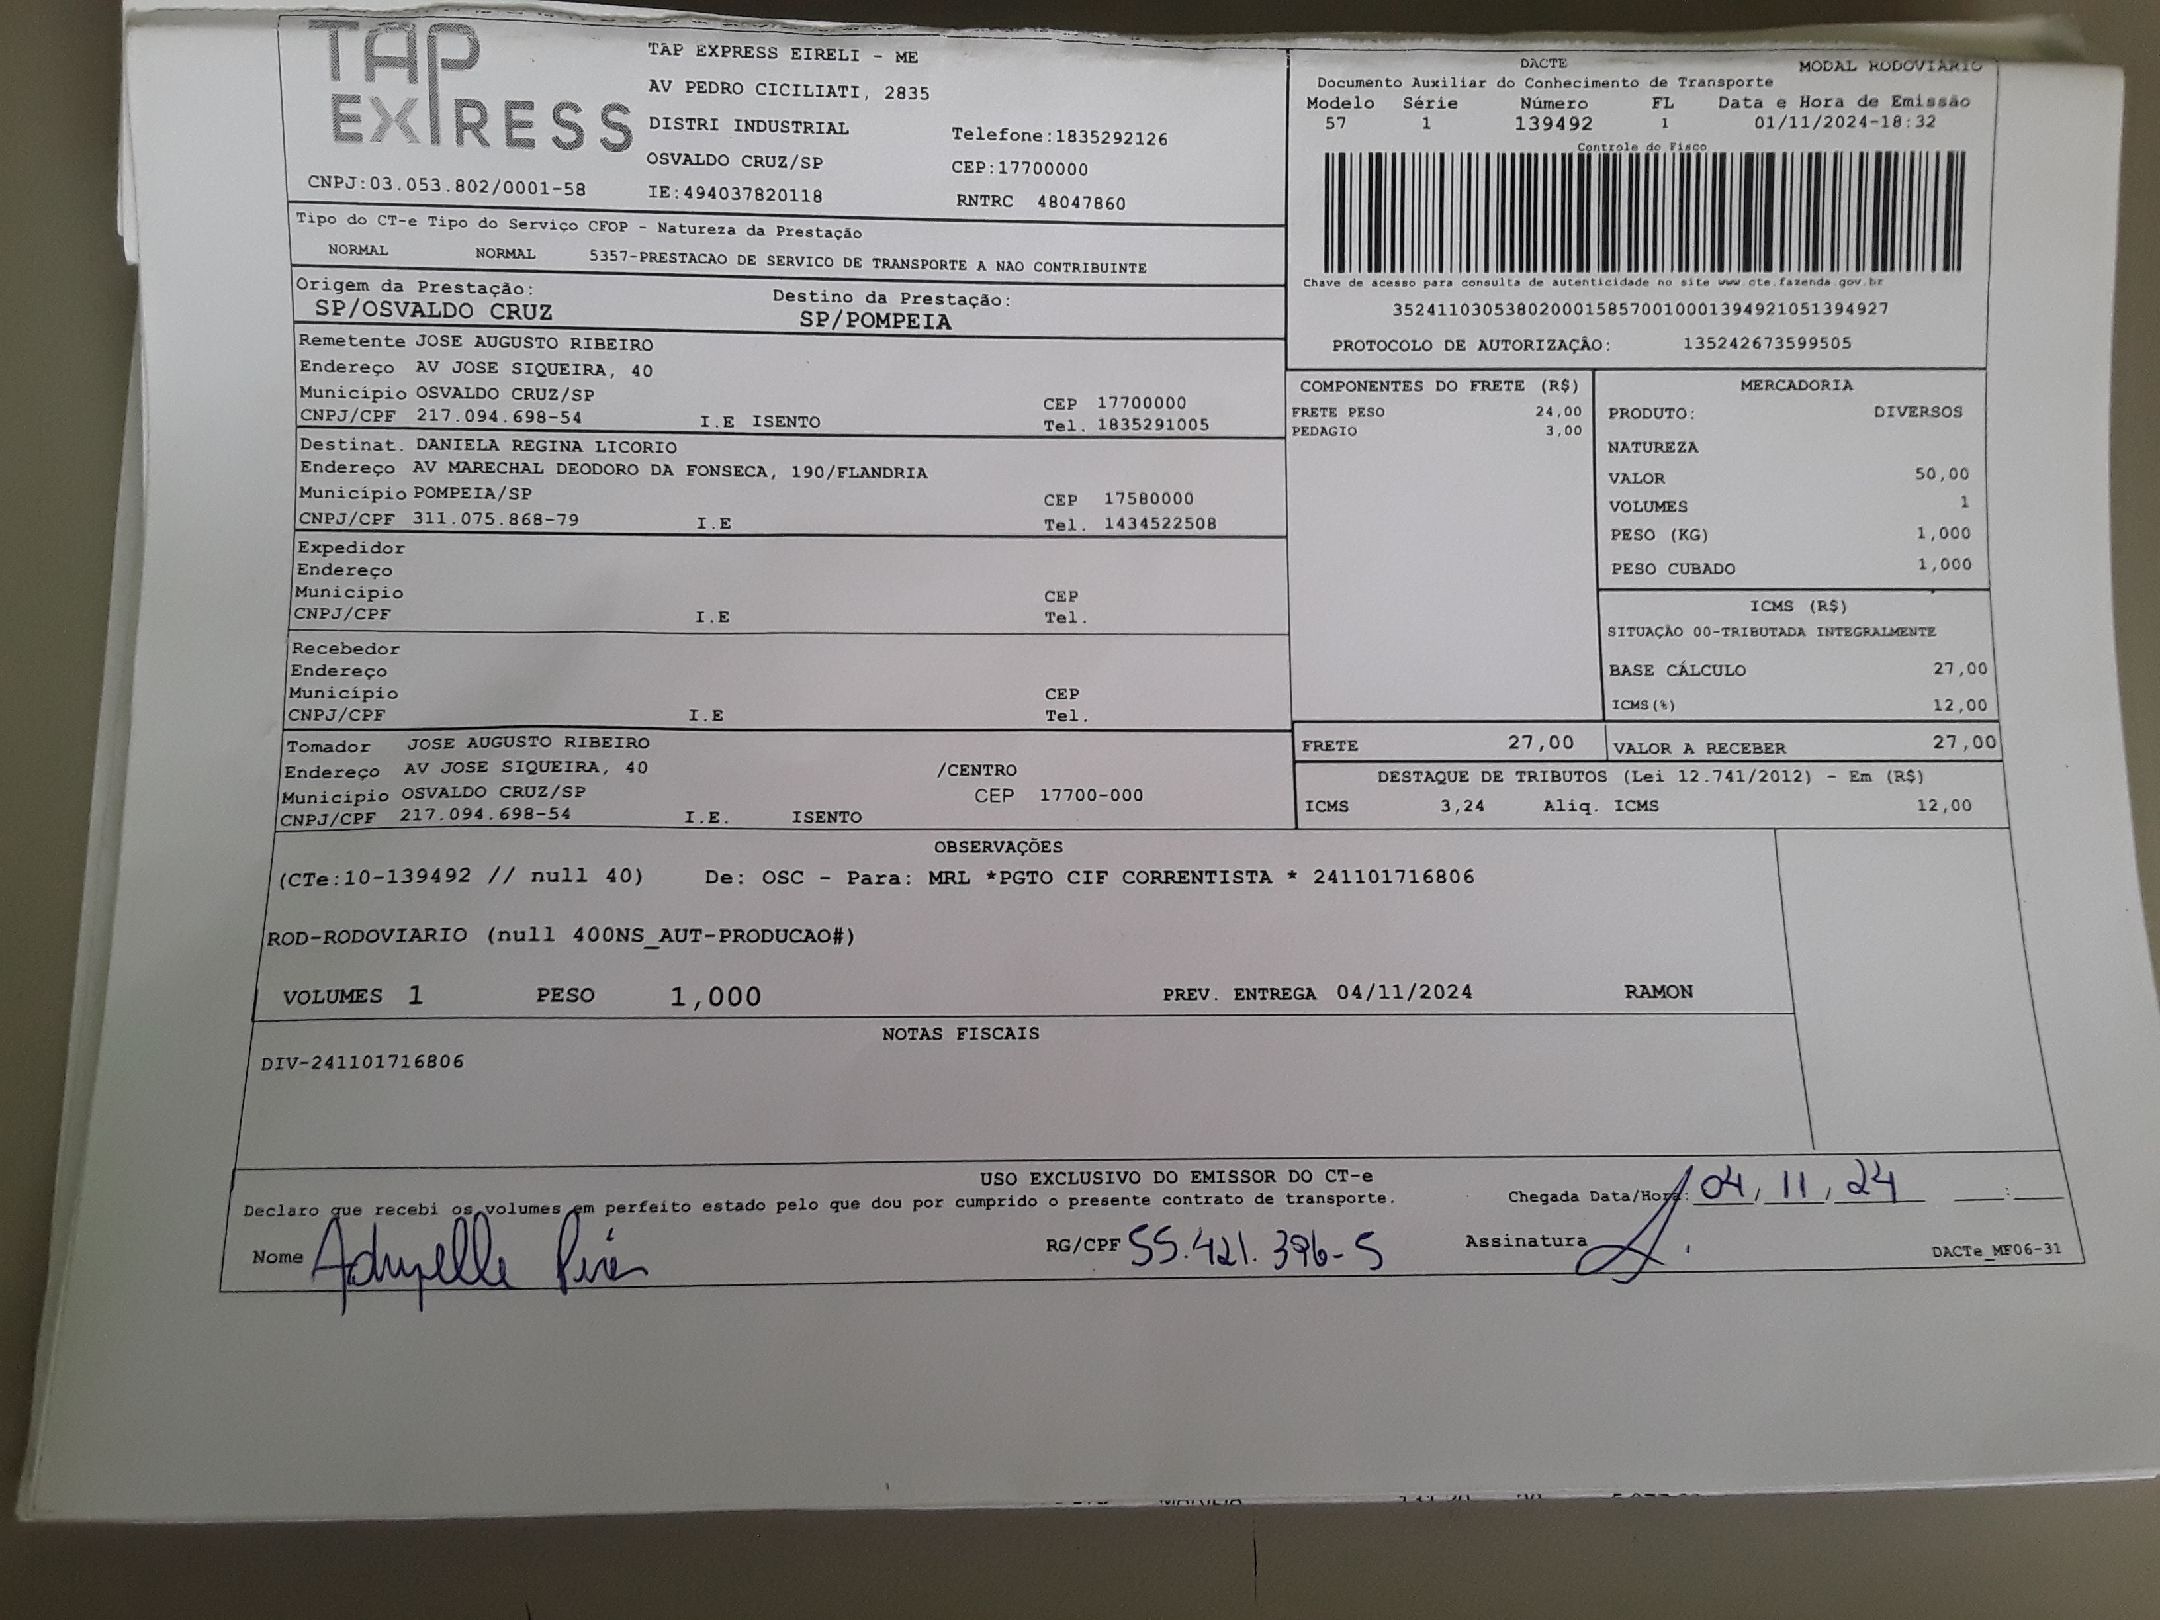 TAP EXPRESS
TAP EXPRESS EIRELI - ME
AV PEDRO CICILIATI, 2835
DISTRI INDUSTRIAL Telefone:1835292126
OSVALDO CRUZ/SP CEP:17700000
CNPJ:03.053.802/0001-58 IE:494037820118 RNTRC 48047860
DACTE MODAL RODOVIÁRIO
Documento Auxiliar do Conhecimento de Transporte
Modelo Série Número FL Data e Hora de Emissão
57 1 139492 1 01/11/2024-18:32
Controle do Fisco
Chave de acesso para consulta de autenticidade no site www.cte.fazenda.gov.br
35241103053802000158570010001394921051394927
PROTOCOLO DE AUTORIZAÇÃO: 135242673599505
Tipo do CT-e Tipo do Serviço CFOP - Natureza da Prestação
NORMAL NORMAL 5357-PRESTACAO DE SERVICO DE TRANSPORTE A NAO CONTRIBUINTE
Origem da Prestação: Destino da Prestação:
SP/OSVALDO CRUZ SP/POMPEIA
Remetente JOSE AUGUSTO RIBEIRO
Endereço AV JOSE SIQUEIRA, 40
Município OSVALDO CRUZ/SP CEP 17700000
CNPJ/CPF 217.094.698-54 I.E ISENTO Tel. 1835291005
Destinat. DANIELA REGINA LICORIO
Endereço AV MARECHAL DEODORO DA FONSECA, 190/FLANDRIA
Município POMPEIA/SP CEP 17580000
CNPJ/CPF 311.075.868-79 I.E Tel. 1434522508
Expedidor
Endereço
Municipio CEP
CNPJ/CPF I.E Tel.
Recebedor
Endereço
Município CEP
CNPJ/CPF I.E Tel.
Tomador JOSE AUGUSTO RIBEIRO
Endereço AV JOSE SIQUEIRA, 40 /CENTRO
Municipio OSVALDO CRUZ/SP CEP 17700-000
CNPJ/CPF 217.094.698-54 I.E. ISENTO
COMPONENTES DO FRETE (R$)
FRETE PESO 24,00
PEDAGIO 3,00
MERCADORIA
PRODUTO: DIVERSOS
NATUREZA
VALOR 50,00
VOLUMES 1
PESO (KG) 1,000
PESO CUBADO 1,000
ICMS (R$)
SITUAÇÃO 00-TRIBUTADA INTEGRALMENTE
BASE CÁLCULO 27,00
ICMS(%) 12,00
FRETE 27,00 VALOR A RECEBER 27,00
DESTAQUE DE TRIBUTOS (Lei 12.741/2012) - Em (R$)
ICMS 3,24 Aliq. ICMS 12,00
OBSERVAÇÕES
(CTe:10-139492 // null 40) De: OSC - Para: MRL *PGTO CIF CORRENTISTA * 241101716806
ROD-RODOVIARIO (null 400NS_AUT-PRODUCAO#)
VOLUMES 1 PESO 1,000 PREV. ENTREGA 04/11/2024 RAMON
NOTAS FISCAIS
DIV-241101716806
USO EXCLUSIVO DO EMISSOR DO CT-e
Declaro que recebi os volumes em perfeito estado pelo que dou por cumprido o presente contrato de transporte. Chegada Data/Hora: 04/11/24 :
Nome RG/CPF 55.421.396-5 Assinatura DACTe_MF06-31